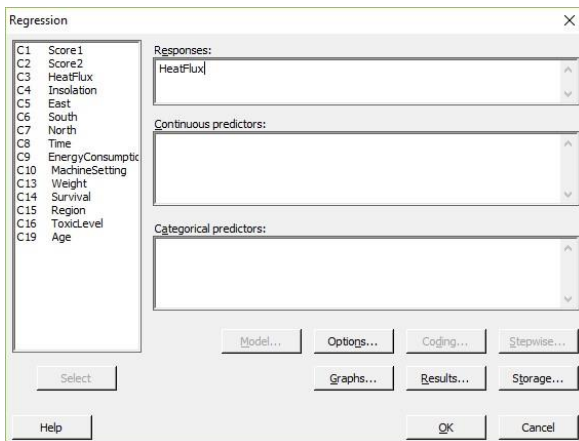 Regression
C1 Score1
C2 Score2
C3 HeatFlux
C4 Insolation
C5 East
C6 South
C7 North
C8 Time
C9 EnergyConsumptic
C10 MachineSetting
C13 Weight
C14 Survival
C15 Region
C16 ToxicLevel
C19 Age
Responses:
HeatFlux
Continuous predictors:
Categorical predictors:
Model... Options... Coding... Stepwise...
Select Graphs... Results... Storage...
Help OK Cancel